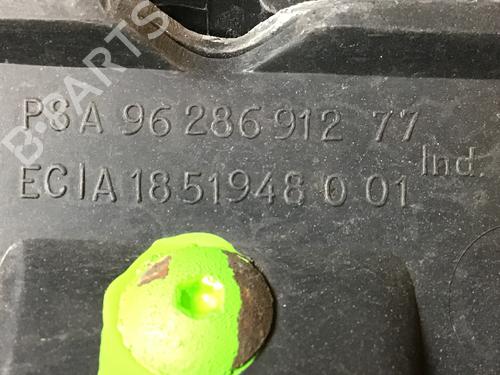 B-PARTS
PSA 96 286 912 77
Ind.
ECIA 1851948 0 01